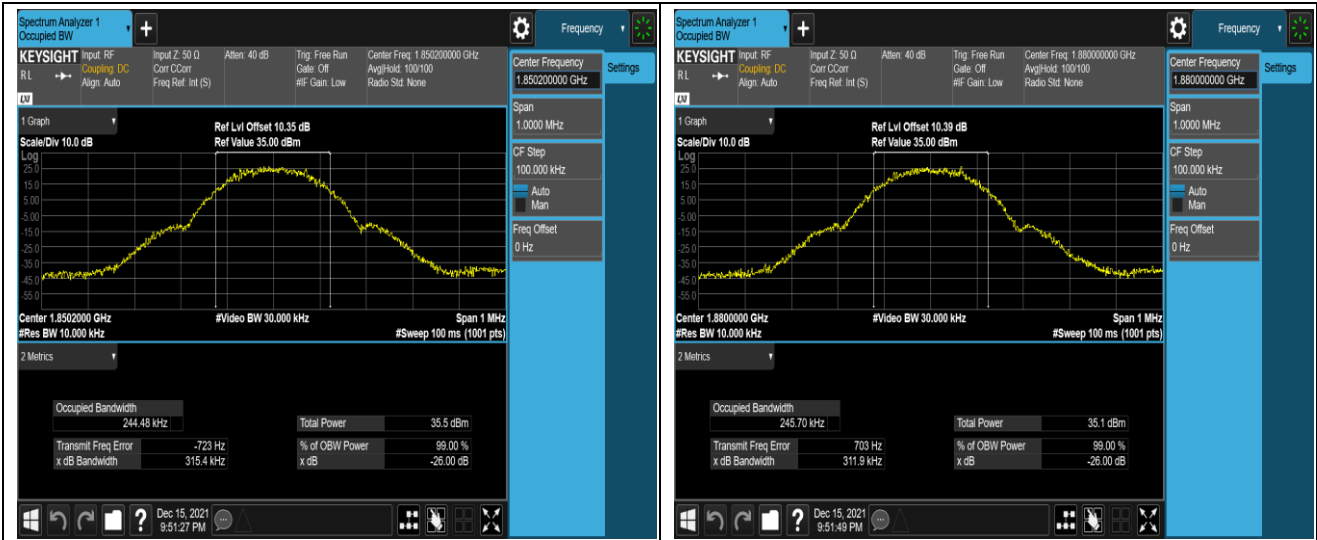 Spectrum Analyzer 1
Occupied BW
+
Frequency
KEYSIGHT Input: RF Input Z: 50 Ω Atten: 40 dB Trig: Free Run Center Freq: 1.850200000 GHz
RL Coupling: DC Corr CCorr Gate: Off Avg|Hold: 100/100
Align: Auto Freq Ref: Int (S) #IF Gain: Low Radio Std: None
LXI
Center Frequency
1.850200000 GHz
Settings
Span
1.0000 MHz
CF Step
100.000 kHz
Auto
Man
Freq Offset
0 Hz
1 Graph
Ref Lvl Offset 10.35 dB
Scale/Div 10.0 dB Ref Value 35.00 dBm
Log
25.0
15.0
5.00
-5.00
-15.0
-25.0
-35.0
-45.0
-55.0
Center 1.8502000 GHz #Video BW 30.000 kHz Span 1 MHz
#Res BW 10.000 kHz #Sweep 100 ms (1001 pts)
2 Metrics
Occupied Bandwidth
244.48 kHz Total Power 35.5 dBm
Transmit Freq Error -723 Hz % of OBW Power 99.00 %
x dB Bandwidth 315.4 kHz x dB -26.00 dB
? Dec 15, 2021
9:51:27 PM
Spectrum Analyzer 1
Occupied BW
+
Frequency
KEYSIGHT Input: RF Input Z: 50 Ω Atten: 40 dB Trig: Free Run Center Freq: 1.880000000 GHz
RL Coupling: DC Corr CCorr Gate: Off Avg|Hold: 100/100
Align: Auto Freq Ref: Int (S) #IF Gain: Low Radio Std: None
LXI
Center Frequency
1.880000000 GHz
Settings
Span
1.0000 MHz
CF Step
100.000 kHz
Auto
Man
Freq Offset
0 Hz
1 Graph
Ref Lvl Offset 10.39 dB
Scale/Div 10.0 dB Ref Value 35.00 dBm
Log
25.0
15.0
5.00
-5.00
-15.0
-25.0
-35.0
-45.0
-55.0
Center 1.8800000 GHz #Video BW 30.000 kHz Span 1 MHz
#Res BW 10.000 kHz #Sweep 100 ms (1001 pts)
2 Metrics
Occupied Bandwidth
245.70 kHz Total Power 35.1 dBm
Transmit Freq Error 703 Hz % of OBW Power 99.00 %
x dB Bandwidth 311.9 kHz x dB -26.00 dB
? Dec 15, 2021
9:51:49 PM